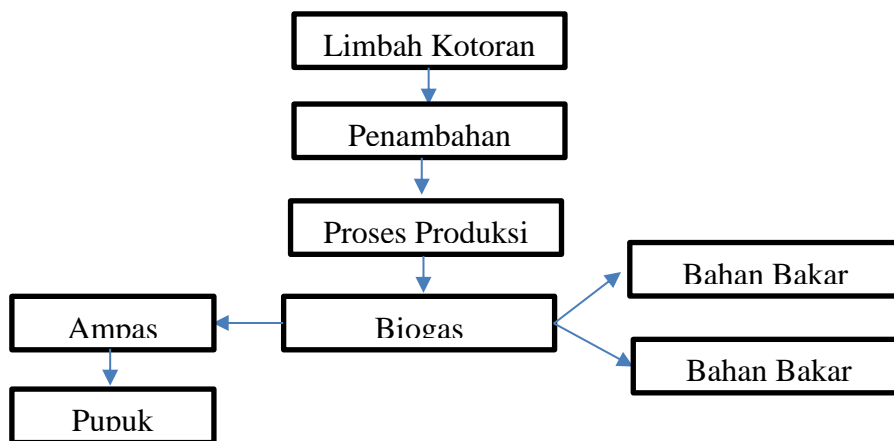 Limbah Kotoran
Penambahan
Proses Produksi
Bahan Bakar
Ampas
Biogas
Bahan Bakar
Pupuk